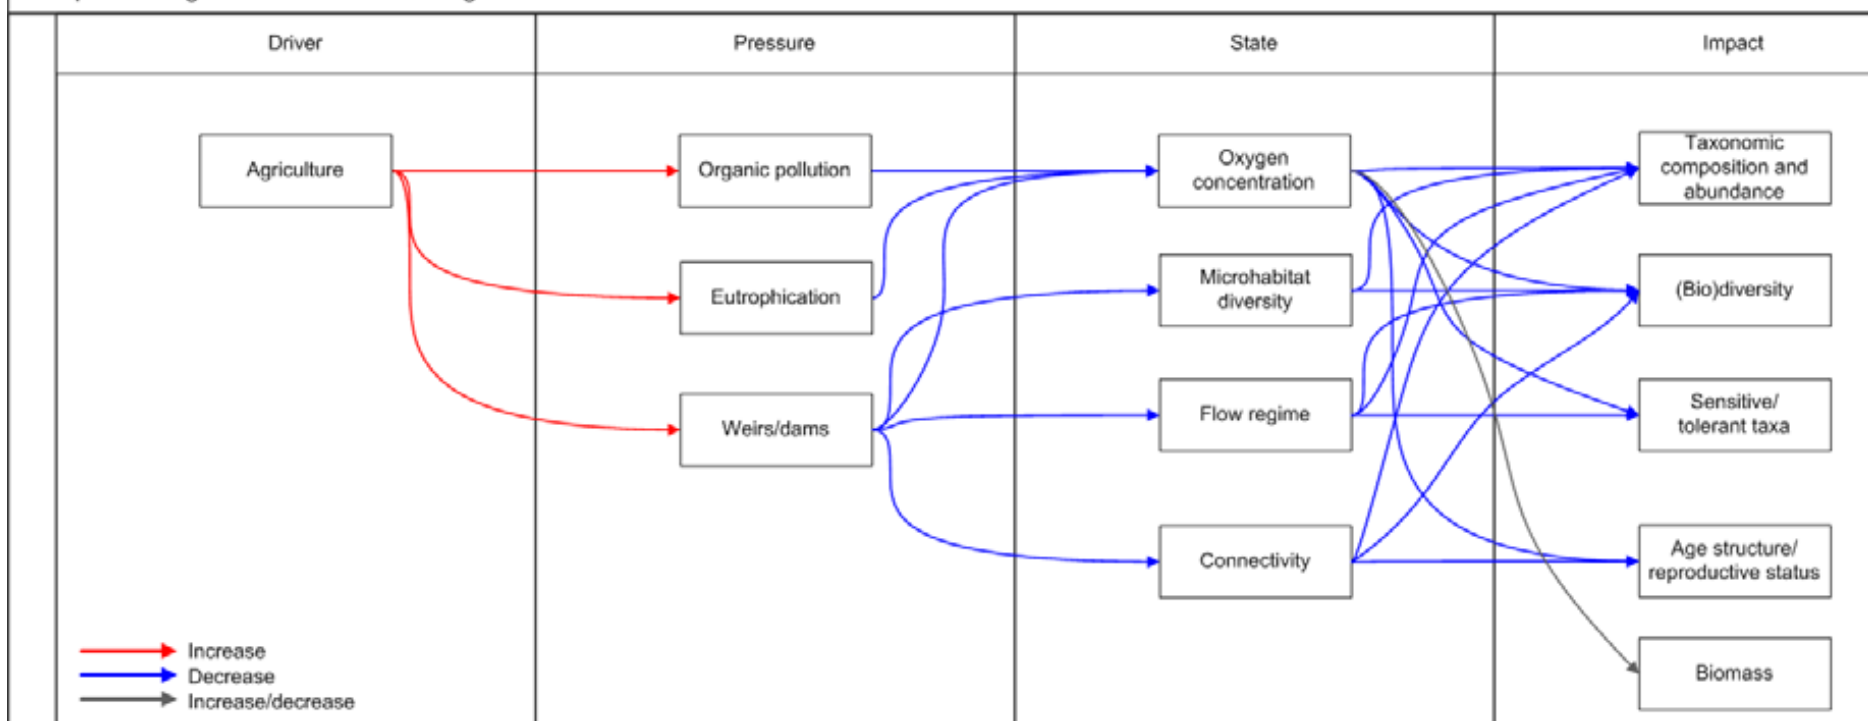 Driver
Pressure
State
Impact
Agriculture
Organic pollution
Oxygen
concentration
Taxonomic
composition and
abundance
Eutrophication
Microhabitat
diversity
(Bio)diversity
Weirs/dams
Flow regime
Sensitive/
tolerant taxa
Connectivity
Age structure/
reproductive status
Biomass
Increase
Decrease
Increase/decrease